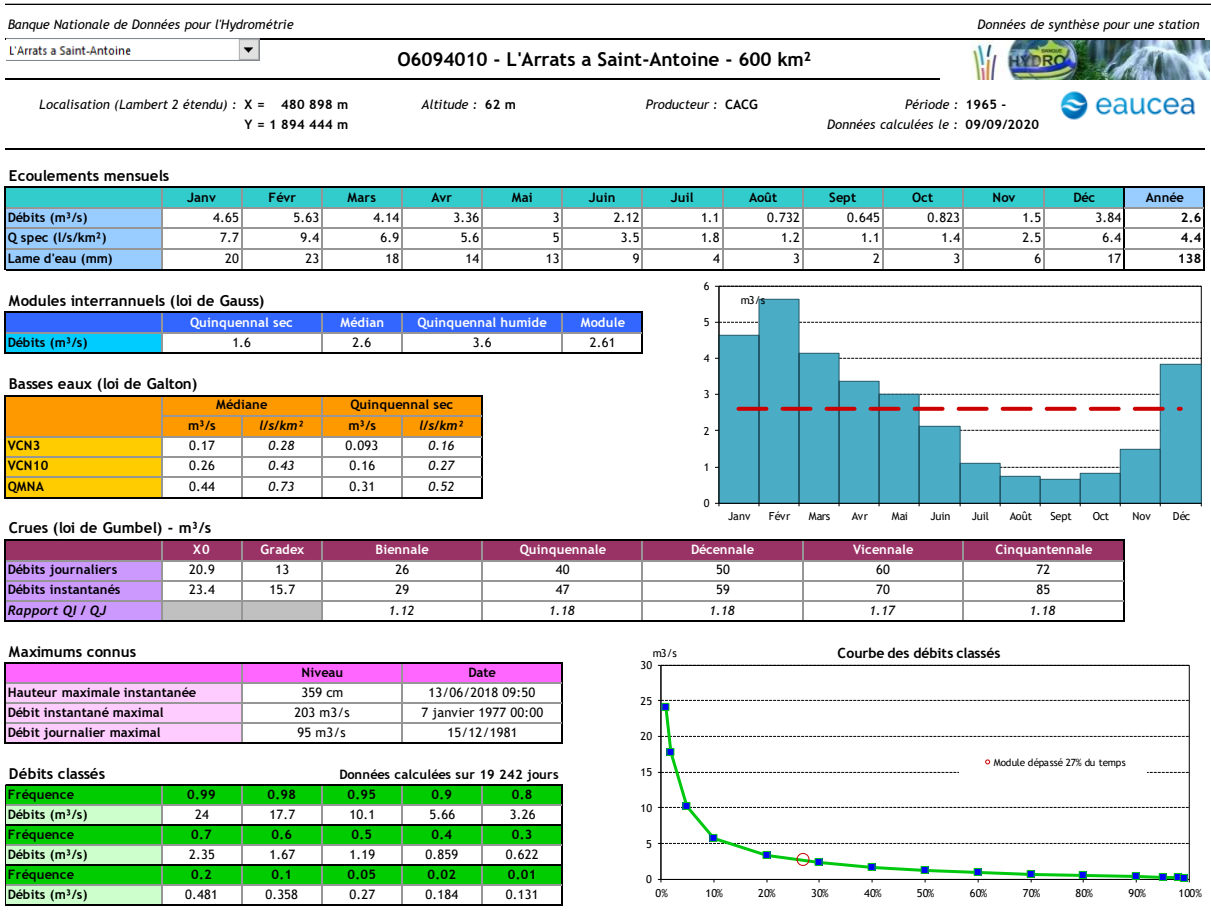 Banque Nationale de Données pour l'Hydrométrie Données de synthèse pour une station
L'Arrats a Saint-Antoine
O6094010 - L'Arrats a Saint-Antoine - 600 km²
BANQUE
HYDRO
Localisation (Lambert 2 étendu) : X = 480 898 m Altitude : 62 m Producteur : CACG Période : 1965 -
Y = 1 894 444 m Données calculées le : 09/09/2020
eaucea
Ecoulements mensuels
Janv Févr Mars Avr Mai Juin Juil Août Sept Oct Nov Déc Année
Débits (m³/s) 4.65 5.63 4.14 3.36 3 2.12 1.1 0.732 0.645 0.823 1.5 3.84 2.6
Q spec (l/s/km²) 7.7 9.4 6.9 5.6 5 3.5 1.8 1.2 1.1 1.4 2.5 6.4 4.4
Lame d'eau (mm) 20 23 18 14 13 9 4 3 2 3 6 17 138
Modules interrannuels (loi de Gauss)
Quinquennal sec Médian Quinquennal humide Module
Débits (m³/s) 1.6 2.6 3.6 2.61
Basses eaux (loi de Galton)
Médiane Quinquennal sec
m³/s l/s/km² m³/s l/s/km²
VCN3 0.17 0.28 0.093 0.16
VCN10 0.26 0.43 0.16 0.27
QMNA 0.44 0.73 0.31 0.52
m3/s
6
5
4
3
2
1
0
Janv Févr Mars Avr Mai Juin Juil Août Sept Oct Nov Déc
Crues (loi de Gumbel) - m³/s
X0 Gradex Biennale Quinquennale Décennale Vicennale Cinquantennale
Débits journaliers 20.9 13 26 40 50 60 72
Débits instantanés 23.4 15.7 29 47 59 70 85
Rapport QI / QJ 1.12 1.18 1.18 1.17 1.18
Maximums connus
Niveau Date
Hauteur maximale instantanée 359 cm 13/06/2018 09:50
Débit instantané maximal 203 m3/s 7 janvier 1977 00:00
Débit journalier maximal 95 m3/s 15/12/1981
Débits classés Données calculées sur 19 242 jours
Fréquence 0.99 0.98 0.95 0.9 0.8
Débits (m³/s) 24 17.7 10.1 5.66 3.26
Fréquence 0.7 0.6 0.5 0.4 0.3
Débits (m³/s) 2.35 1.67 1.19 0.859 0.622
Fréquence 0.2 0.1 0.05 0.02 0.01
Débits (m³/s) 0.481 0.358 0.27 0.184 0.131
m3/s Courbe des débits classés
30
25
20
15
10
5
0
Module dépassé 27% du temps
0% 10% 20% 30% 40% 50% 60% 70% 80% 90% 100%